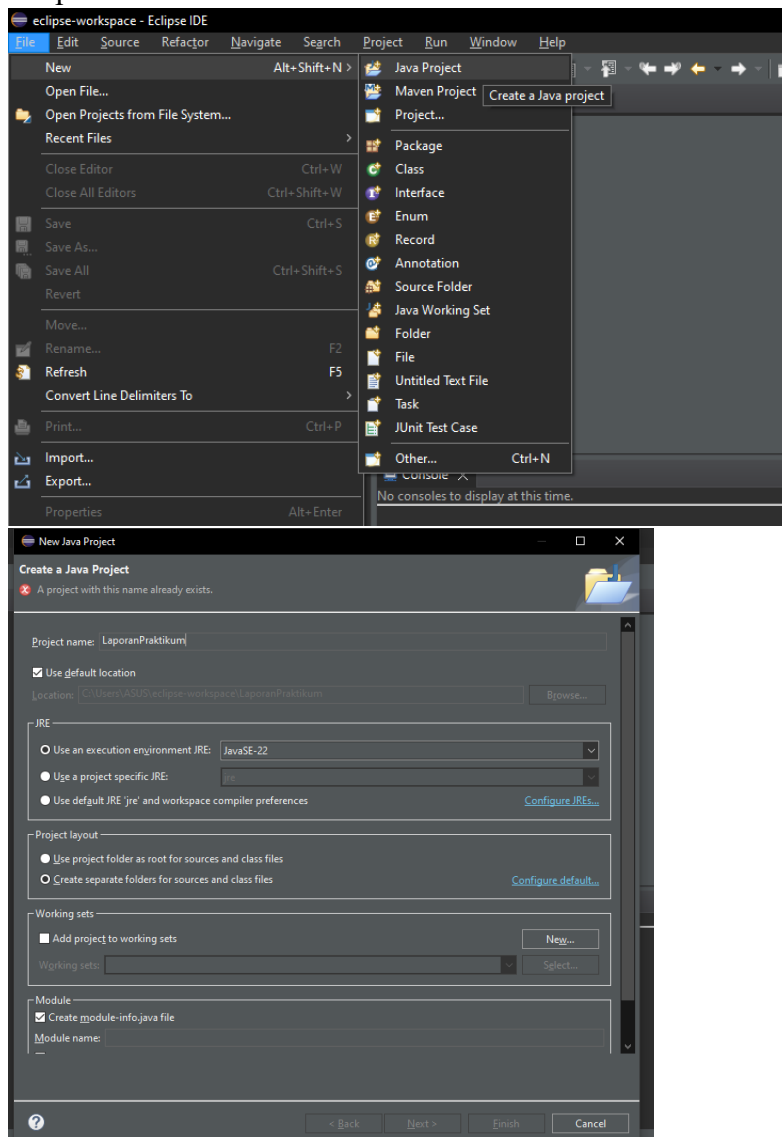 eclipse-workspace - Eclipse IDE
File Edit Source Refactor Navigate Search Project Run Window Help
New Alt+Shift+N >
Open File...
Open Projects from File System...
Recent Files >
Close Editor Ctrl+W
Close All Editors Ctrl+Shift+W
Save Ctrl+S
Save As...
Save All Ctrl+Shift+S
Revert
Move...
Rename... F2
Refresh F5
Convert Line Delimiters To >
Print... Ctrl+P
Import...
Export...
Properties Alt+Enter
Java Project
Maven Project
Create a Java project
Project...
Package
Class
Interface
Enum
Record
Annotation
Source Folder
Java Working Set
Folder
File
Untitled Text File
Task
JUnit Test Case
Other... Ctrl+N
Console
No consoles to display at this time.
New Java Project
Create a Java Project
A project with this name already exists.
Project name: LaporanPraktikum
Use default location
Location: C:\Users\ASUS\eclipse-workspace\LaporanPraktikum Browse...
JRE
Use an execution environment JRE: JavaSE-22
Use a project specific JRE: jre
Use default JRE 'jre' and workspace compiler preferences Configure JREs...
Project layout
Use project folder as root for sources and class files
Create separate folders for sources and class files Configure default...
Working sets
Add project to working sets New...
Working sets: Select...
Module
Create module-info.java file
Module name:
? < Back Next > Finish Cancel